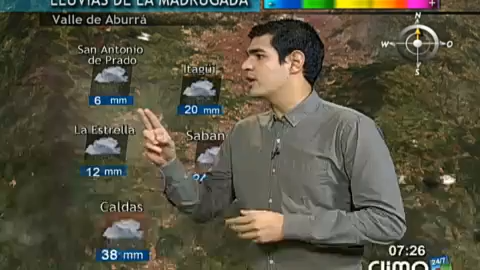 LLUVIAS DE LA MADRUGADA
Valle de Aburrá
San Antonio
de Prado
6 mm
Itagüí
20 mm
La Estrella
12 mm
Caldas
38 mm
N
W E
S
07:26
Clima 24/7